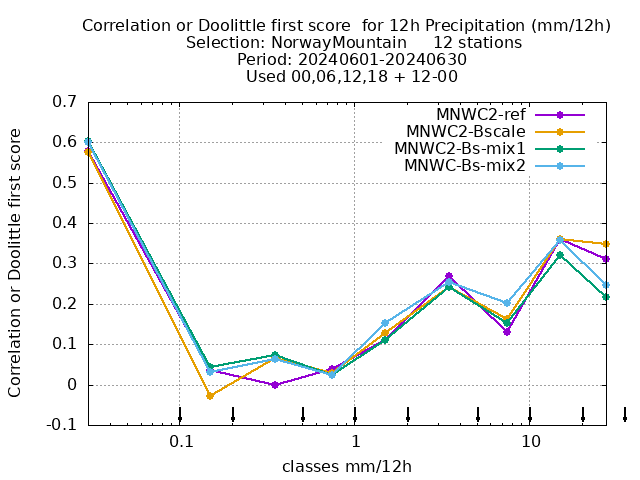 Correlation or Doolittle first score  for 12h Precipitation (mm/12h)
Selection: NorwayMountain     12 stations
Period: 20240601-20240630
Used 00,06,12,18 + 12-00
Correlation or Doolittle first score
0.7
0.6
0.5
0.4
0.3
0.2
0.1
0
-0.1
MNWC2-ref
MNWC2-Bscale
MNWC2-Bs-mix1
MNWC-Bs-mix2
0.1 1 10
classes mm/12h